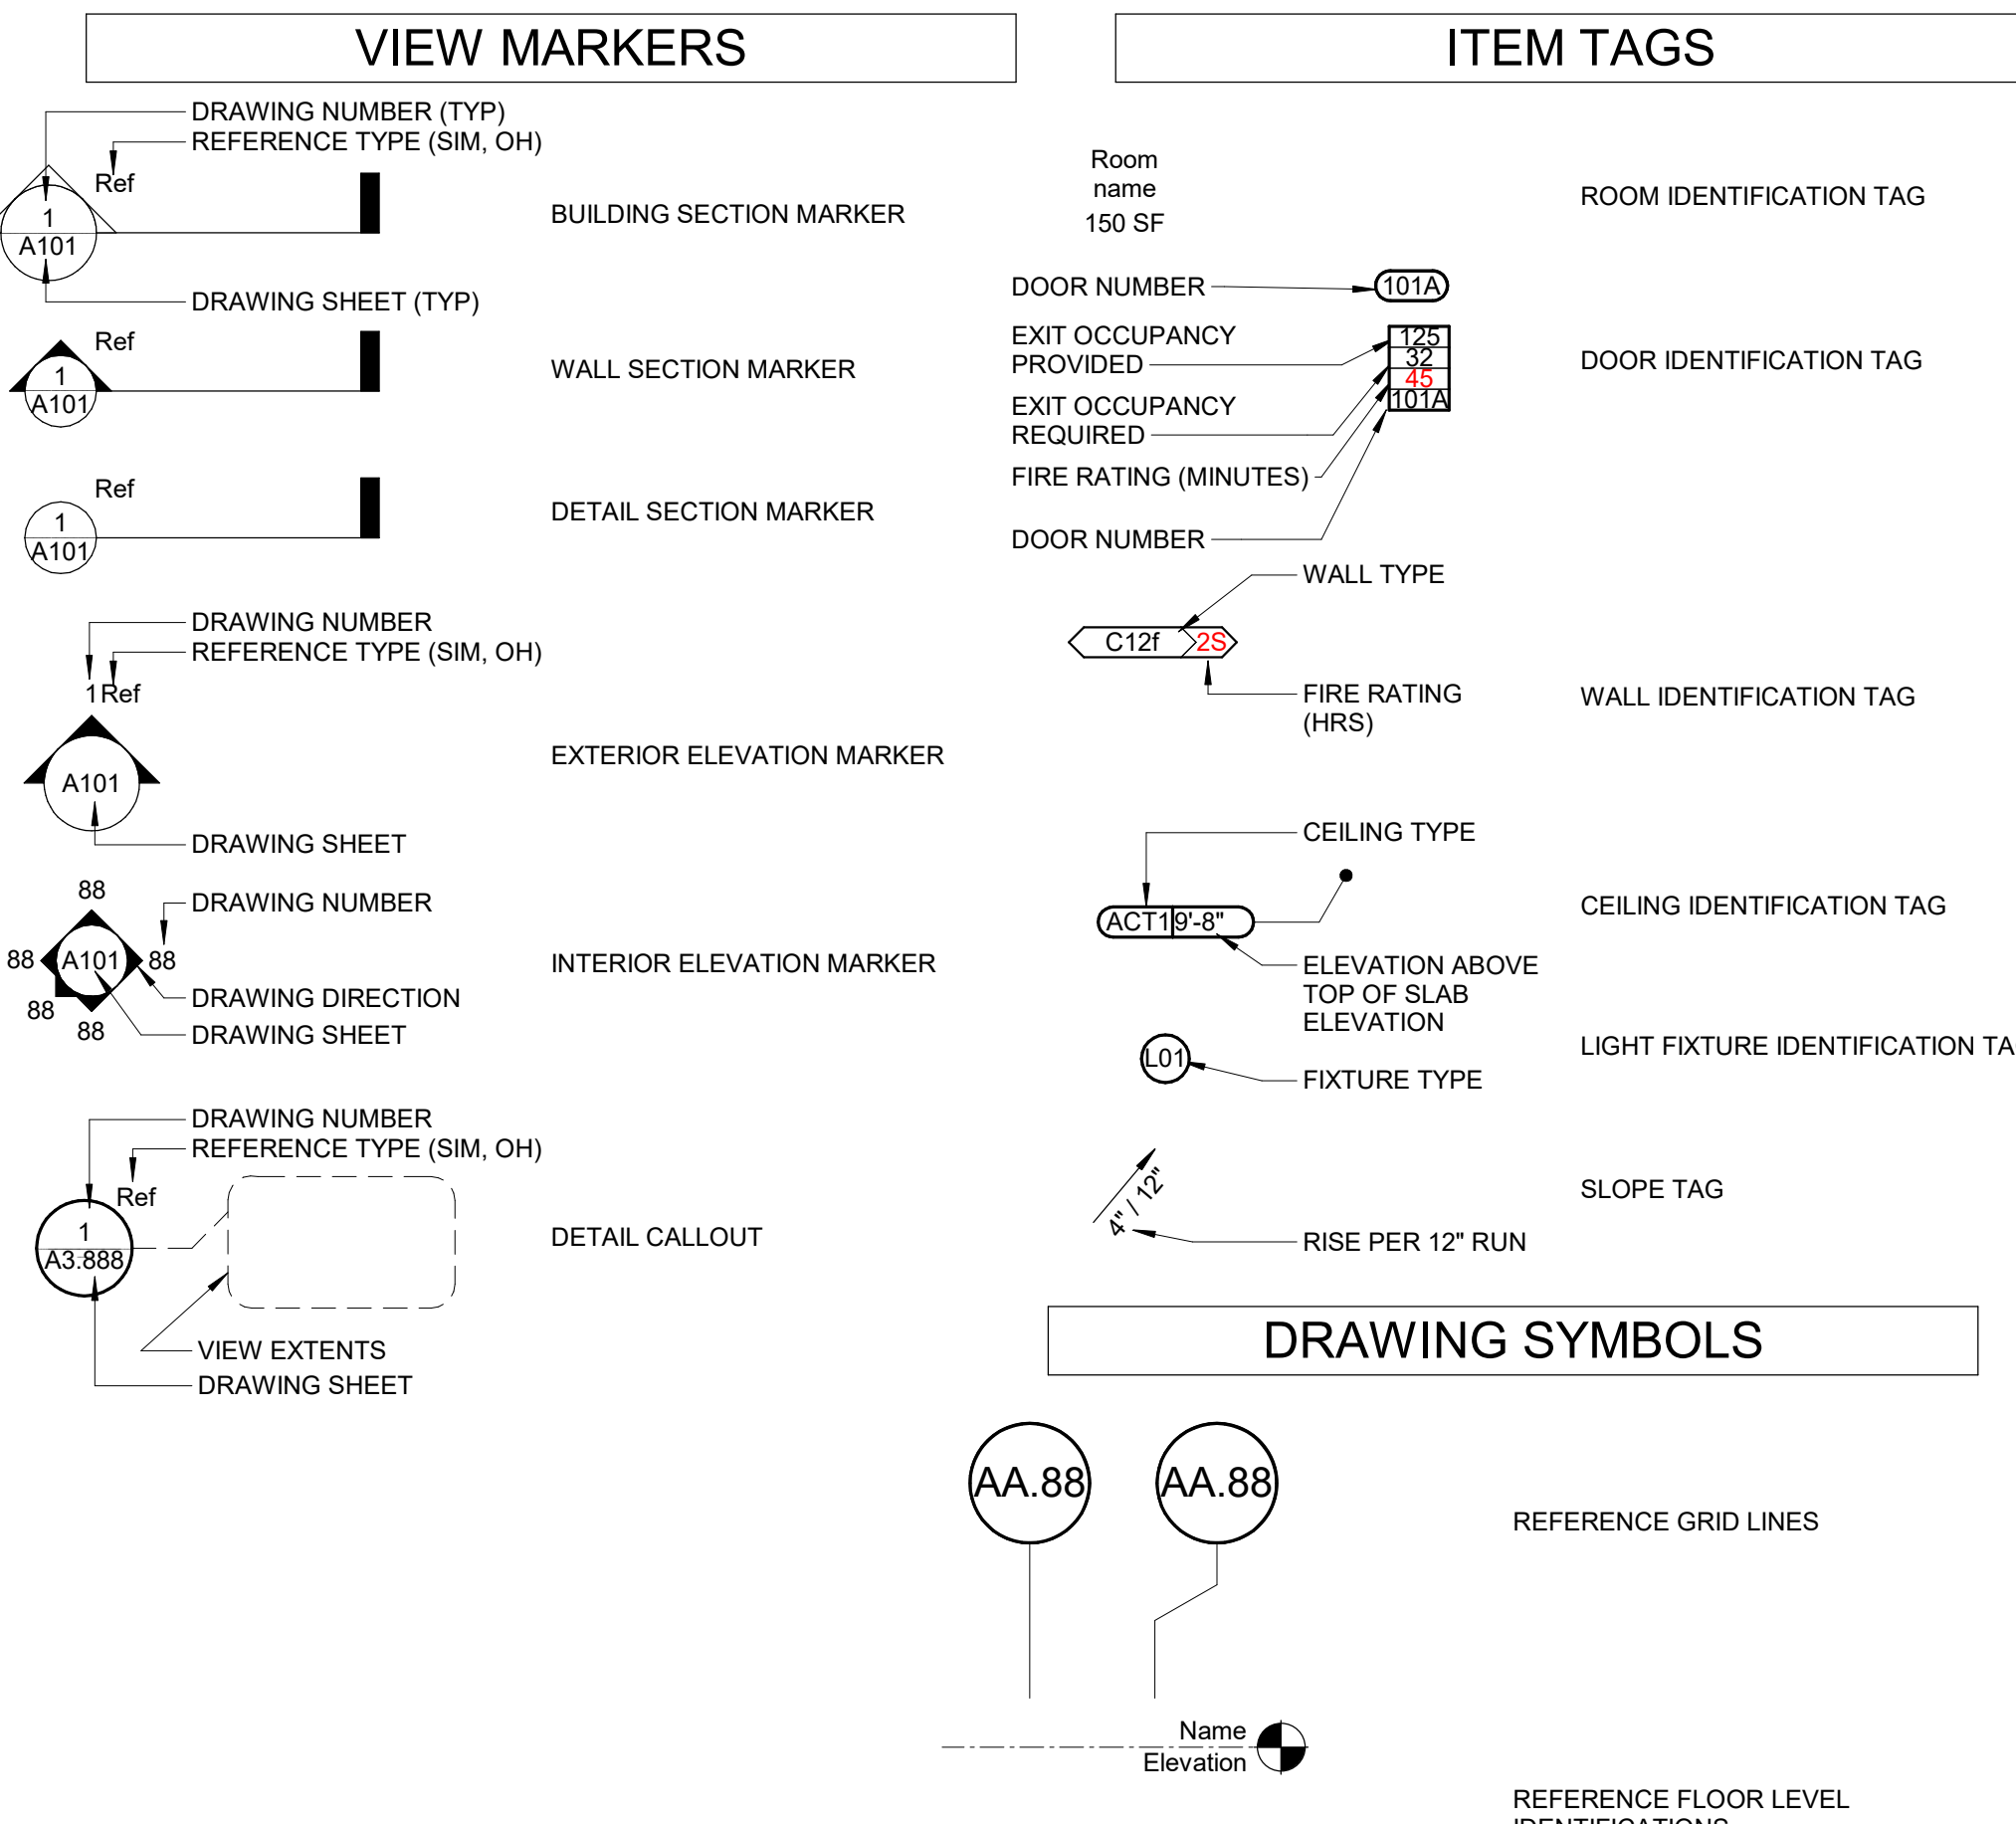 VIEW MARKERS
DRAWING NUMBER (TYP)
REFERENCE TYPE (SIM, OH)
Ref
1
A101
BUILDING SECTION MARKER
DRAWING SHEET (TYP)
Ref
1
A101
WALL SECTION MARKER
Ref
1
A101
DETAIL SECTION MARKER
DRAWING NUMBER
REFERENCE TYPE (SIM, OH)
1 Ref
A101
EXTERIOR ELEVATION MARKER
DRAWING SHEET
88
DRAWING NUMBER
88 A101 88
INTERIOR ELEVATION MARKER
DRAWING DIRECTION
88
88
DRAWING SHEET
DRAWING NUMBER
REFERENCE TYPE (SIM, OH)
Ref
1
A3.888
DETAIL CALLOUT
VIEW EXTENTS
DRAWING SHEET
ITEM TAGS
Room
name
150 SF
ROOM IDENTIFICATION TAG
DOOR NUMBER
101A
EXIT OCCUPANCY
PROVIDED
125
32
45
101A
DOOR IDENTIFICATION TAG
EXIT OCCUPANCY
REQUIRED
FIRE RATING (MINUTES)
DOOR NUMBER
WALL TYPE
C12f 2S
FIRE RATING
(HRS)
WALL IDENTIFICATION TAG
CEILING TYPE
ACT1 9'-8"
CEILING IDENTIFICATION TAG
ELEVATION ABOVE
TOP OF SLAB
ELEVATION
L01
LIGHT FIXTURE IDENTIFICATION TA
FIXTURE TYPE
4" / 12"
SLOPE TAG
RISE PER 12" RUN
DRAWING SYMBOLS
AA.88 AA.88
REFERENCE GRID LINES
Name
Elevation
REFERENCE FLOOR LEVEL
IDENTIFICATIONS